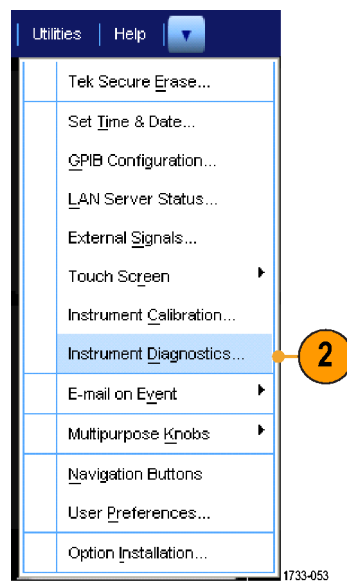 Utilities Help
Tek Secure Erase...
Set Time & Date...
GPIB Configuration...
LAN Server Status...
External Signals...
Touch Screen
Instrument Calibration...
Instrument Diagnostics...
2
E-mail on Event
Multipurpose Knobs
Navigation Buttons
User Preferences...
Option Installation...
1733-053